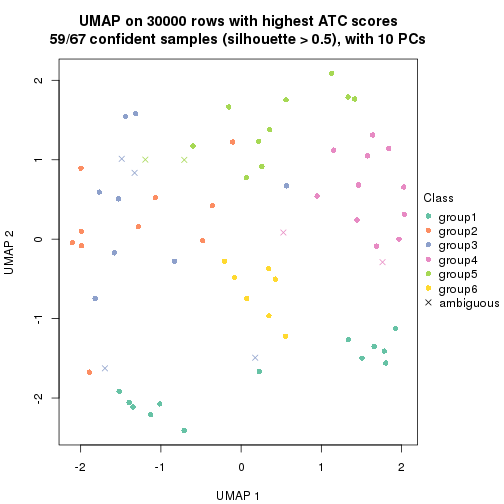 UMAP on 30000 rows with highest ATC scores
59/67 confident samples (silhouette > 0.5), with 10 PCs
2
1
0
-1
-2
UMAP 2
-2
-1
0
1
2
UMAP 1
Class
group1
group2
group3
group4
group5
group6
ambiguous